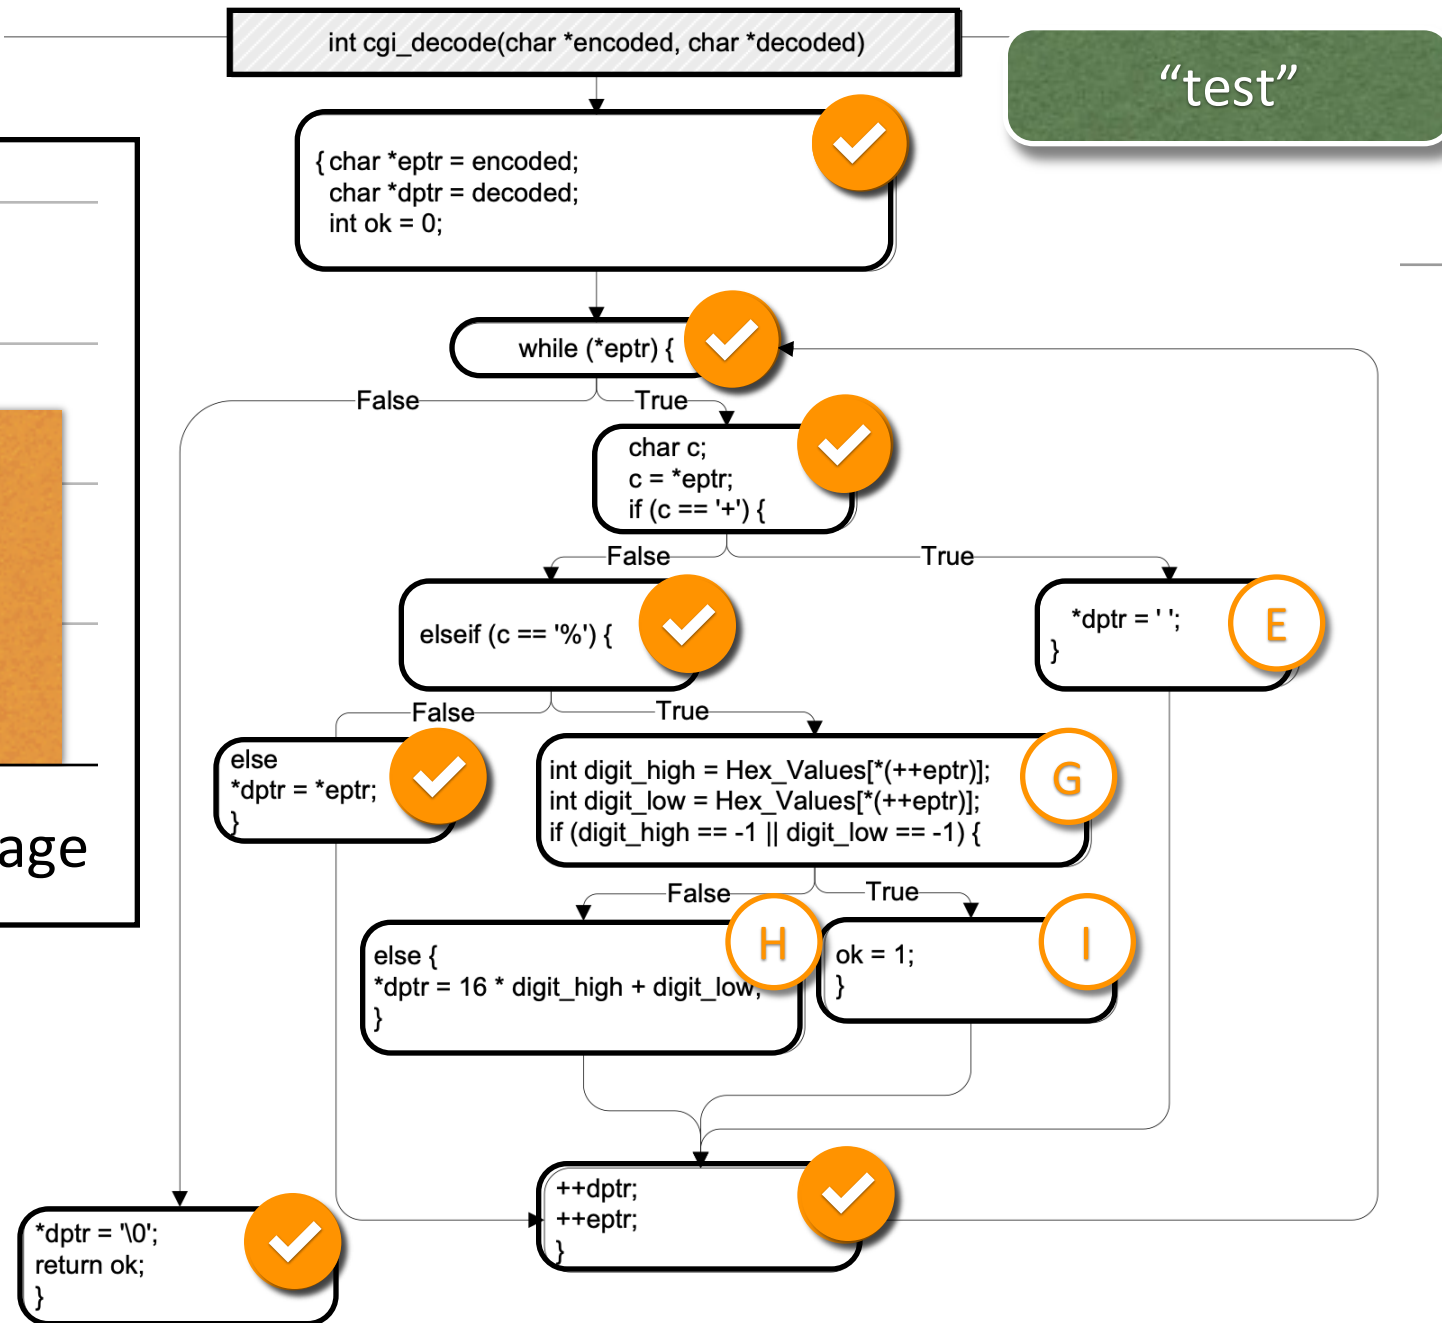 int cgi_decode(char *encoded, char *decoded)
“test”
{ char *eptr = encoded;
char *dptr = decoded;
int ok = 0;
while (*eptr) {
False
True
char c;
c = *eptr;
if (c == '+') {
False
True
elseif (c == '%') {
*dptr = ' ';
}
E
False
True
else
*dptr = *eptr;
}
int digit_high = Hex_Values[*(++eptr)];
int digit_low = Hex_Values[*(++eptr)];
if (digit_high == -1 || digit_low == -1) {
G
age
False
True
else {
*dptr = 16 * digit_high + digit_low;
}
H
ok = 1;
}
I
++dptr;
++eptr;
}
*dptr = '\0';
return ok;
}